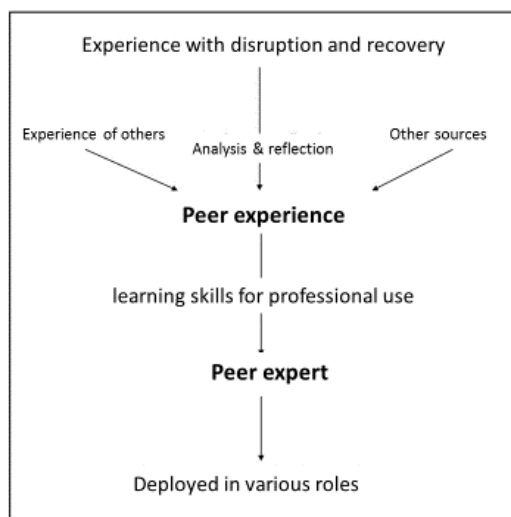 Experience with disruption and recovery
Experience of others
Analysis & reflection
Other sources
Peer experience
learning skills for professional use
Peer expert
Deployed in various roles